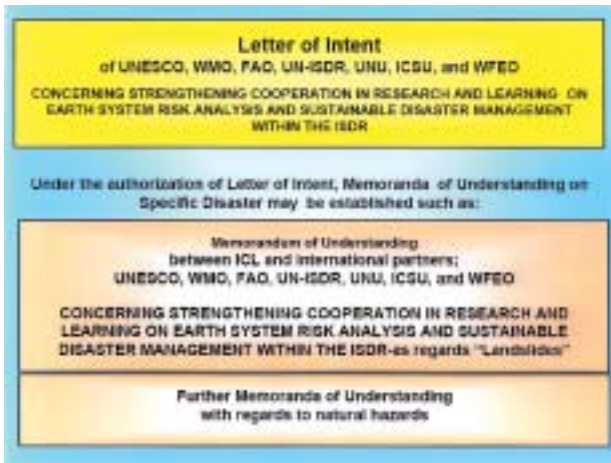 Letter of Intent
of UNESCO, WMO, FAO, UN-ISDR, UNU, ICSU, and WFEO
CONCERNING STRENGTHENING COOPERATION IN RESEARCH AND LEARNING ON
EARTH SYSTEM RISK ANALYSIS AND SUSTAINABLE DISASTER MANAGEMENT
WITHIN THE ISDR
Under the authorization of Letter of Intent, Memoranda of Understanding on
Specific Disaster may be established such as:
Memorandum of Understanding
between ICL and international partners;
UNESCO, WMO, FAO, UN-ISDR, UNU, ICSU, and WFEO
CONCERNING STRENGTHENING COOPERATION IN RESEARCH AND
LEARNING ON EARTH SYSTEM RISK ANALYSIS AND SUSTAINABLE
DISASTER MANAGEMENT WITHIN THE ISDR-as regards "Landslides"
Further Memoranda of Understanding
with regards to natural hazards